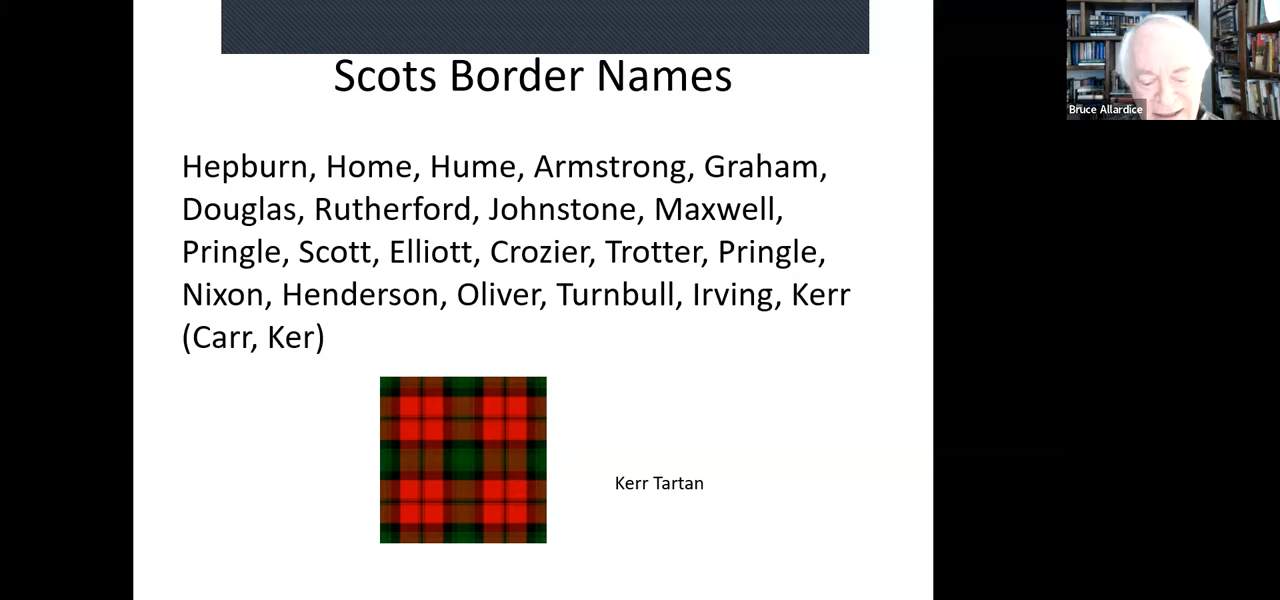 Scots Border Names
Bruce Allardice
Hepburn, Home, Hume, Armstrong, Graham,
Douglas, Rutherford, Johnstone, Maxwell,
Pringle, Scott, Elliott, Crozier, Trotter, Pringle,
Nixon, Henderson, Oliver, Turnbull, Irving, Kerr
(Carr, Ker)
Kerr Tartan